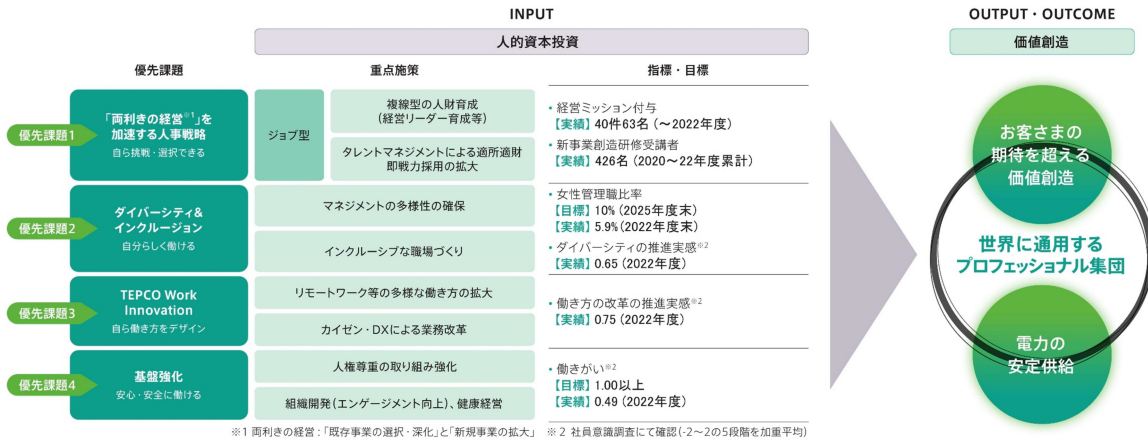 INPUT
OUTPUT・OUTCOME
人的資本投資
価値創造
優先課題
重点施策
指標・目標
優先課題1
「両利きの経営※1」を
加速する人事戦略
自ら挑戦・選択できる
ジョブ型
複線型の人財育成
(経営リーダー育成等)
タレントマネジメントによる適所適財
即戦力採用の拡大
・経営ミッション付与
【実績】40件63名(～2022年度)
・新事業創造研修受講者
【実績】426名(2020～22年度累計)
優先課題2
ダイバーシティ&
インクルージョン
自分らしく働ける
マネジメントの多様性の確保
インクルーシブな職場づくり
・女性管理職比率
【目標】10%(2025年度末)
【実績】5.9%(2022年度末)
・ダイバーシティの推進実感※2
【実績】0.65(2022年度)
優先課題3
TEPCO Work
Innovation
自ら働き方をデザイン
リモートワーク等の多様な働き方の拡大
カイゼン・DXによる業務改革
・働き方の改革の推進実感※2
【実績】0.75(2022年度)
優先課題4
基盤強化
安心・安全に働ける
人権尊重の取り組み強化
組織開発(エンゲージメント向上)、健康経営
・働きがい※2
【目標】1.00以上
【実績】0.49(2022年度)
お客さまの
期待を超える
価値創造
世界に通用する
プロフェッショナル集団
電力の
安定供給
※1 両利きの経営:「既存事業の選択・深化」と「新規事業の拡大」 ※2 社員意識調査にて確認(-2～2の5段階を加重平均)